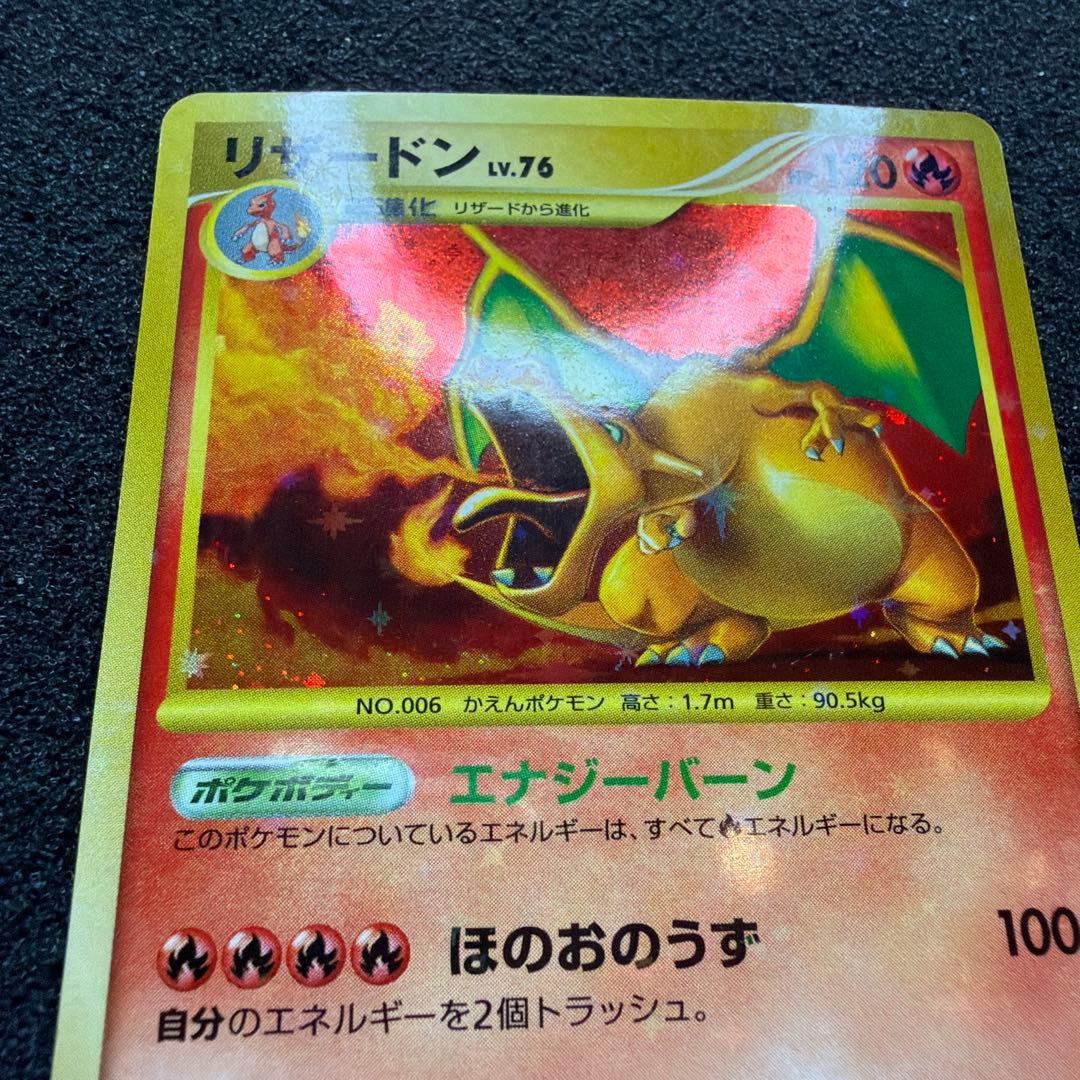 リザードン LV.76
120
進化 リザードから進化
NO.006 かえんポケモン 高さ：1.7m 重さ：90.5kg
ポケボディー エナジーバーン
このポケモンについているエネルギーは、すべてエネルギーになる。
ほのおのうず 100
自分のエネルギーを2個トラッシュ。